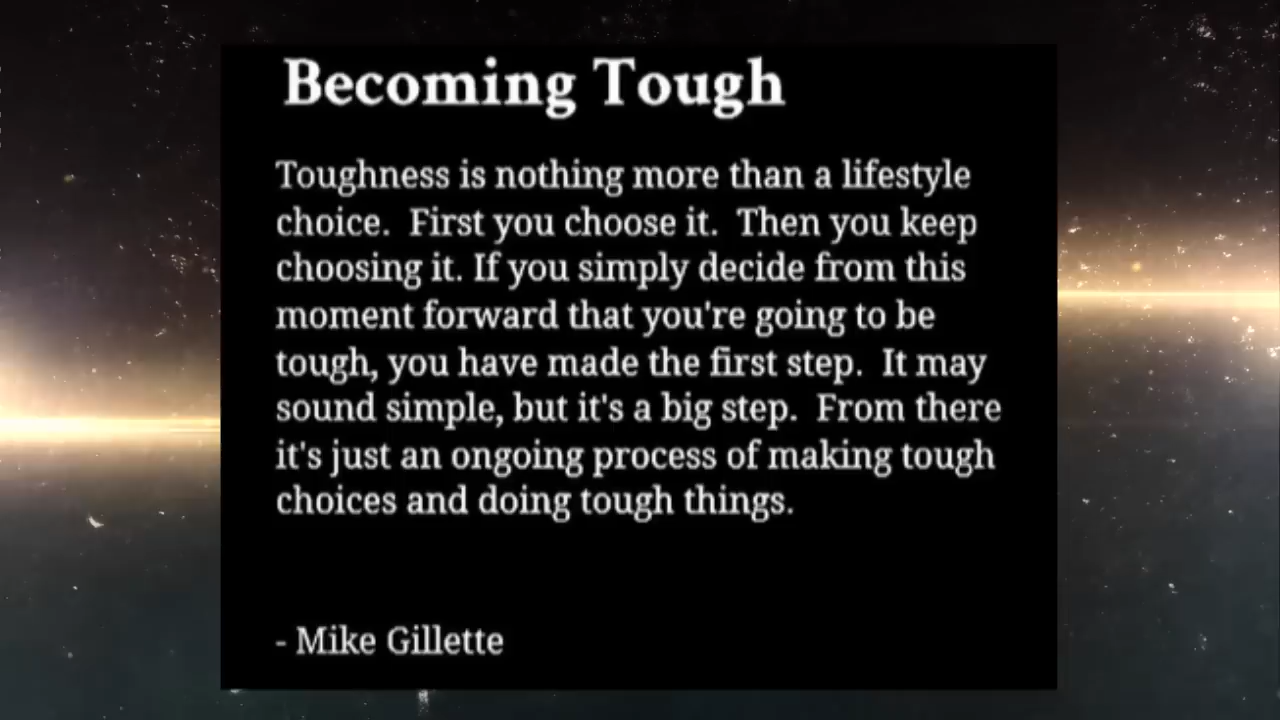 Becoming Tough
Toughness is nothing more than a lifestyle
choice.  First you choose it.  Then you keep
choosing it. If you simply decide from this
moment forward that you're going to be
tough, you have made the first step.  It may
sound simple, but it's a big step.  From there
it's just an ongoing process of making tough
choices and doing tough things.
- Mike Gillette